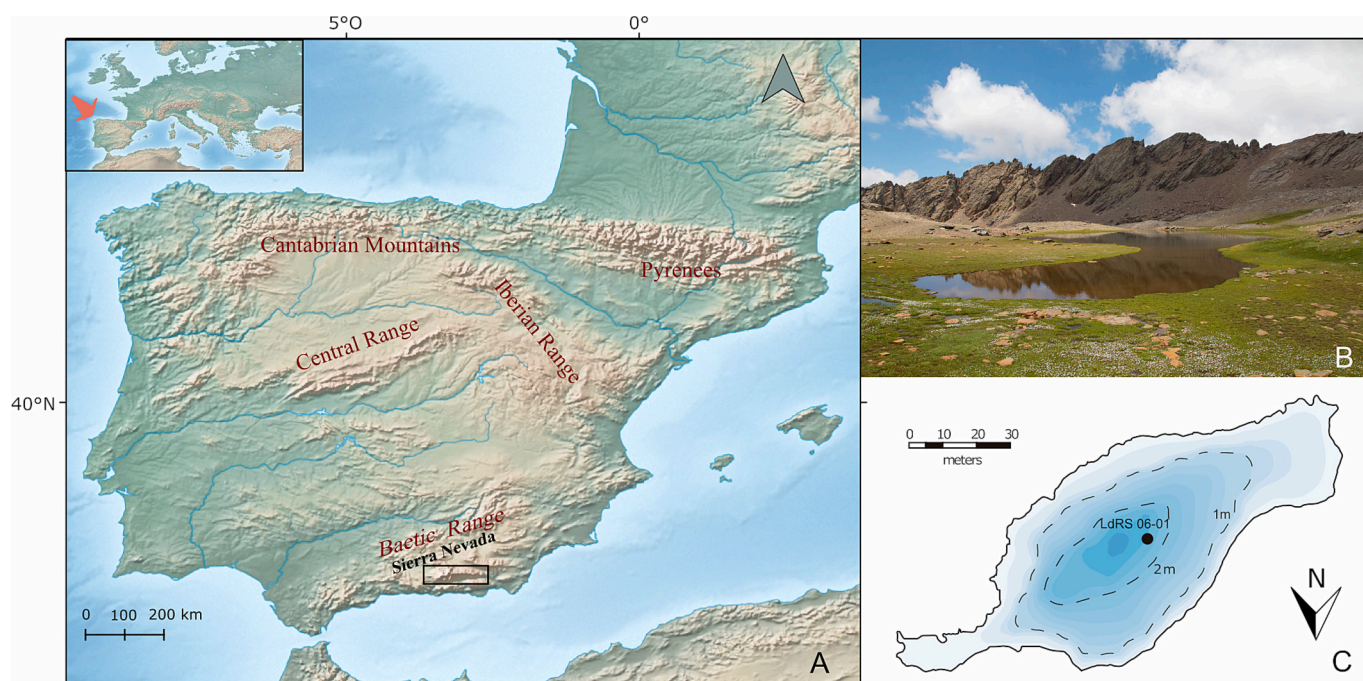 5°O
0°
40°N
Cantabrian Mountains
Pyrenees
Iberian Range
Central Range
Baetic Range
Sierra Nevada
0 100 200 km
A
B
0 10 20 30
meters
LdRS 06-01
1m
2m
N
C